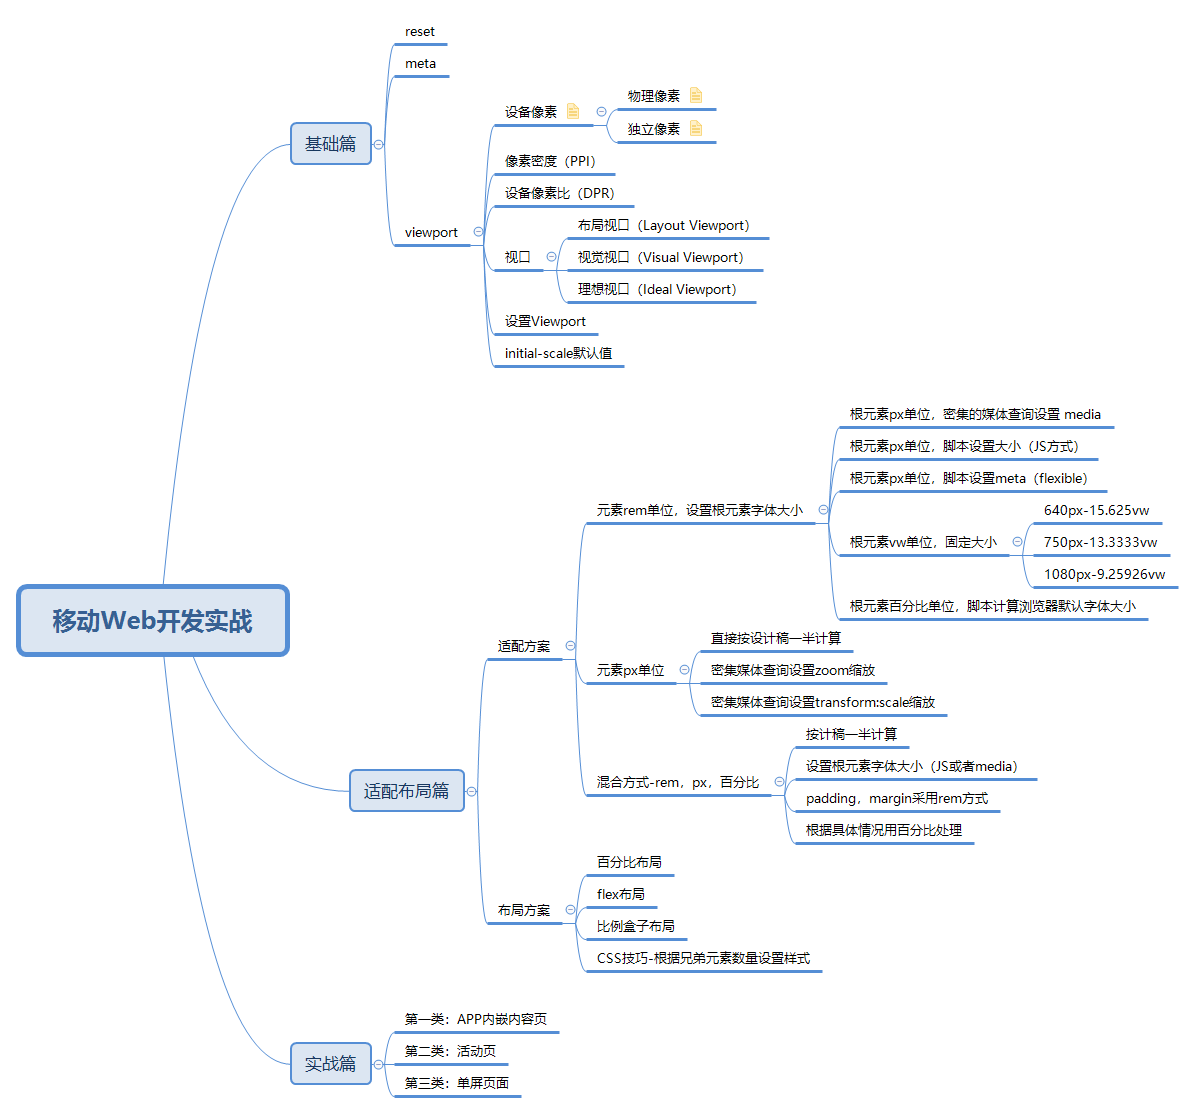 移动Web开发实战
基础篇
reset
meta
viewport
设备像素
物理像素
独立像素
像素密度（PPI）
设备像素比（DPR）
视口
布局视口（Layout Viewport）
视觉视口（Visual Viewport）
理想视口（Ideal Viewport）
设置Viewport
initial-scale默认值
适配布局篇
适配方案
元素rem单位，设置根元素字体大小
根元素px单位，密集的媒体查询设置 media
根元素px单位，脚本设置大小（JS方式）
根元素px单位，脚本设置meta（flexible）
根元素vw单位，固定大小
640px-15.625vw
750px-13.3333vw
1080px-9.25926vw
根元素百分比单位，脚本计算浏览器默认字体大小
元素px单位
直接按设计稿一半计算
密集媒体查询设置zoom缩放
密集媒体查询设置transform:scale缩放
混合方式-rem，px，百分比
按计稿一半计算
设置根元素字体大小（JS或者media）
padding，margin采用rem方式
根据具体情况用百分比处理
布局方案
百分比布局
flex布局
比例盒子布局
CSS技巧-根据兄弟元素数量设置样式
实战篇
第一类：APP内嵌内容页
第二类：活动页
第三类：单屏页面